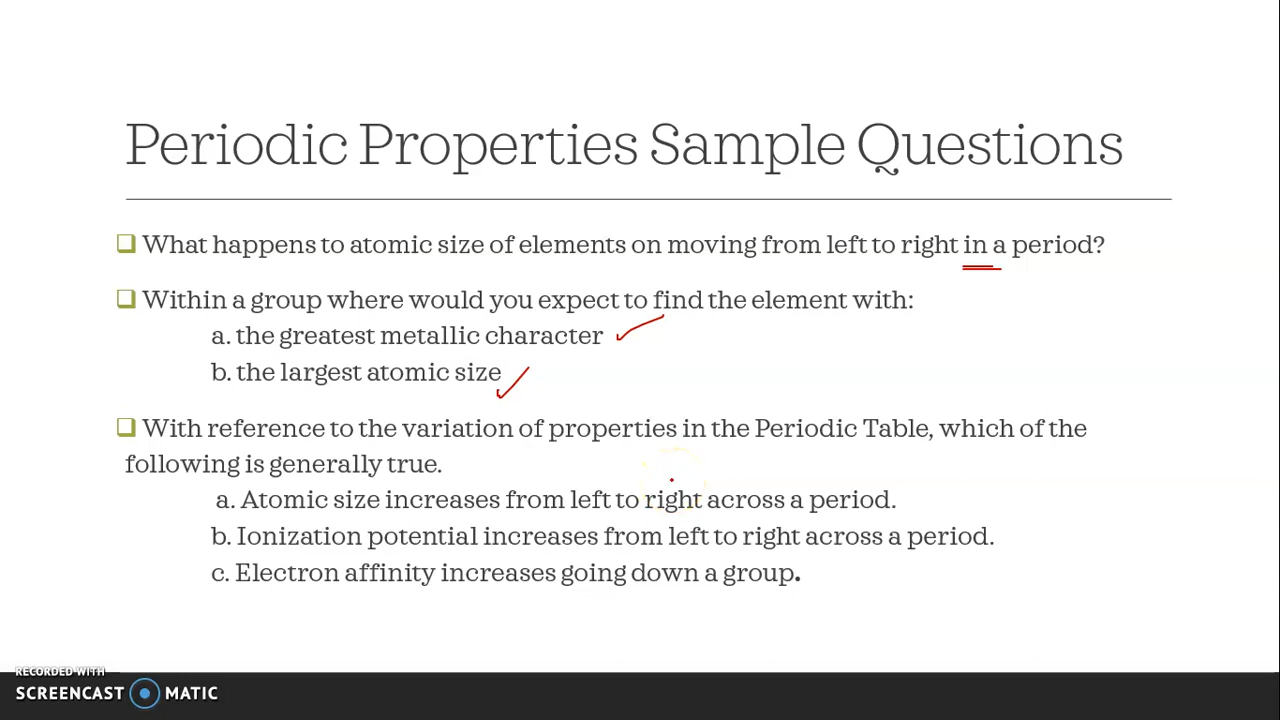 Periodic Properties Sample Questions
What happens to atomic size of elements on moving from left to right in a period?
Within a group where would you expect to find the element with:
a. the greatest metallic character
b. the largest atomic size
With reference to the variation of properties in the Periodic Table, which of the
following is generally true.
a. Atomic size increases from left to right across a period.
b. Ionization potential increases from left to right across a period.
c. Electron affinity increases going down a group.
RECORDED WITH
SCREENCAST MATIC